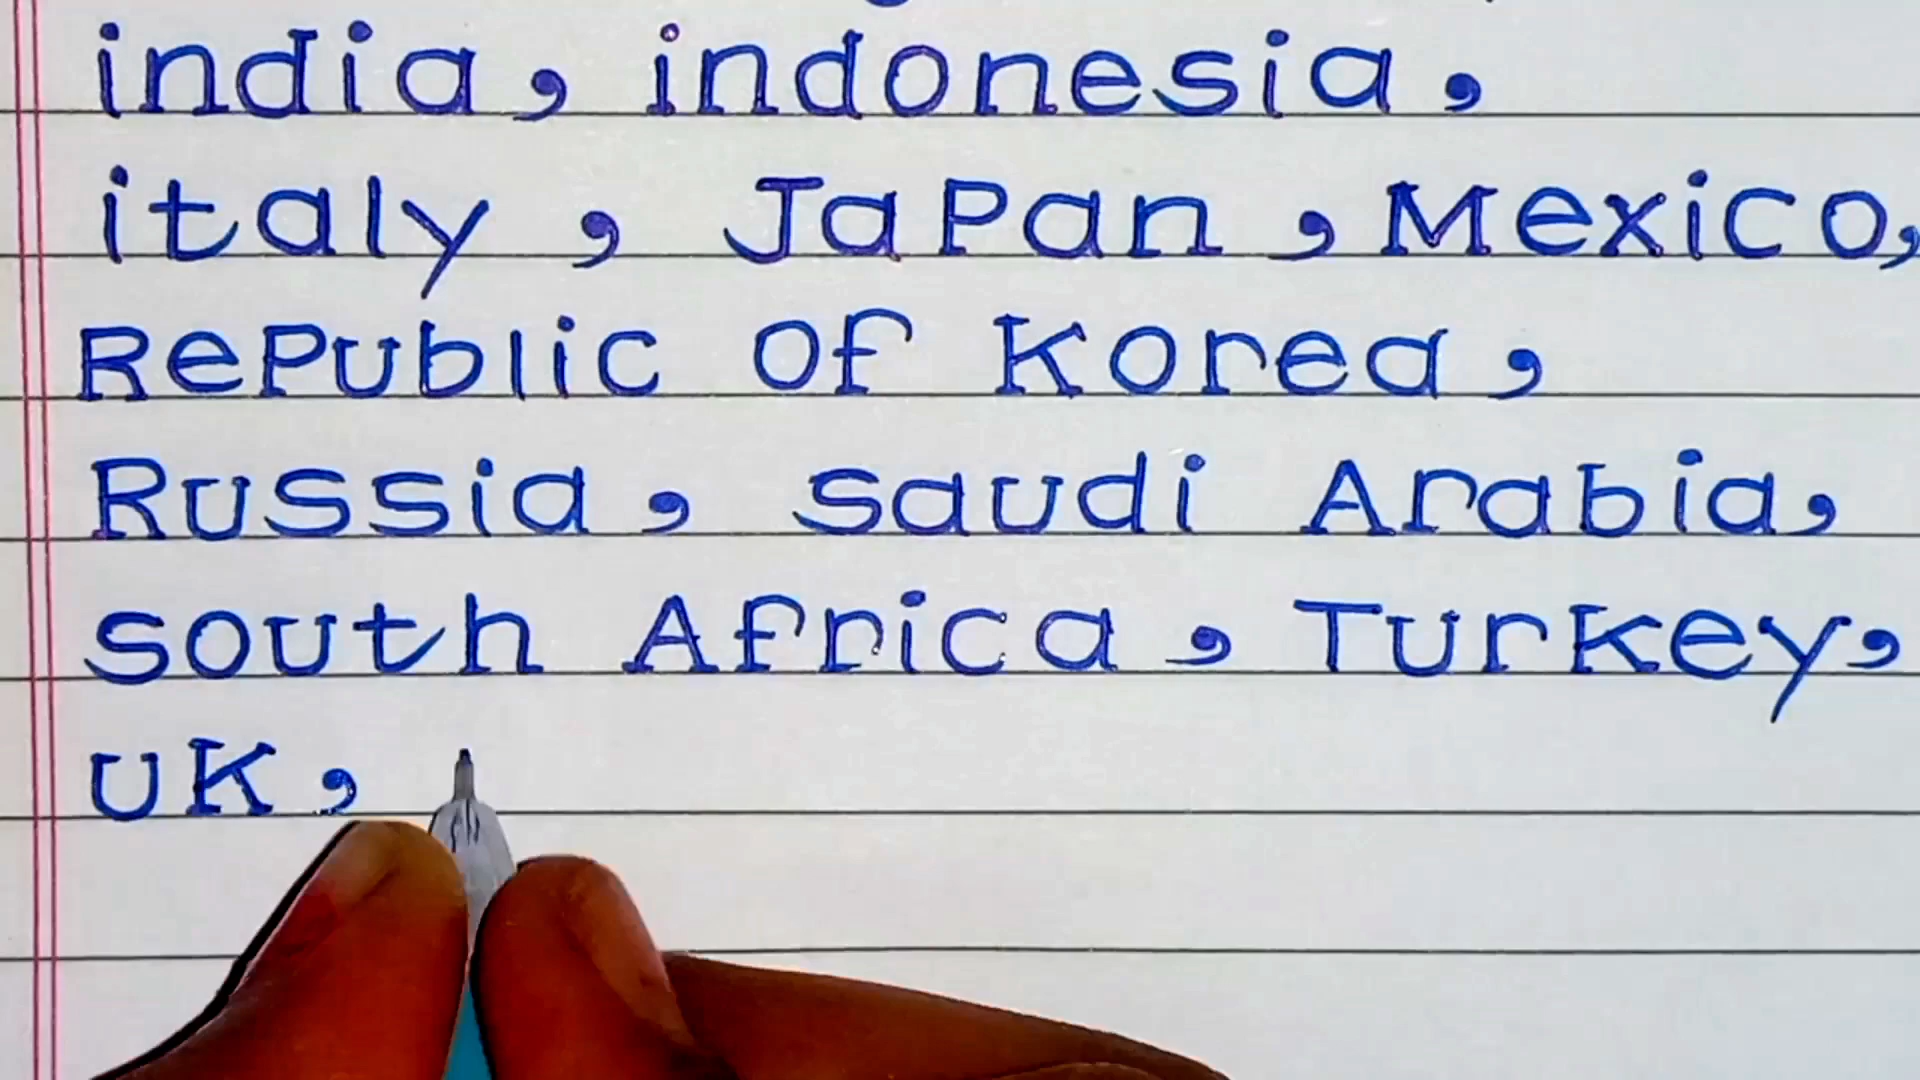 india, indonesia,
italy, JaPan, Mexico,
RePublic of Korea,
Russia, saudi Arabia,
south Africa, Turkey,
UK,